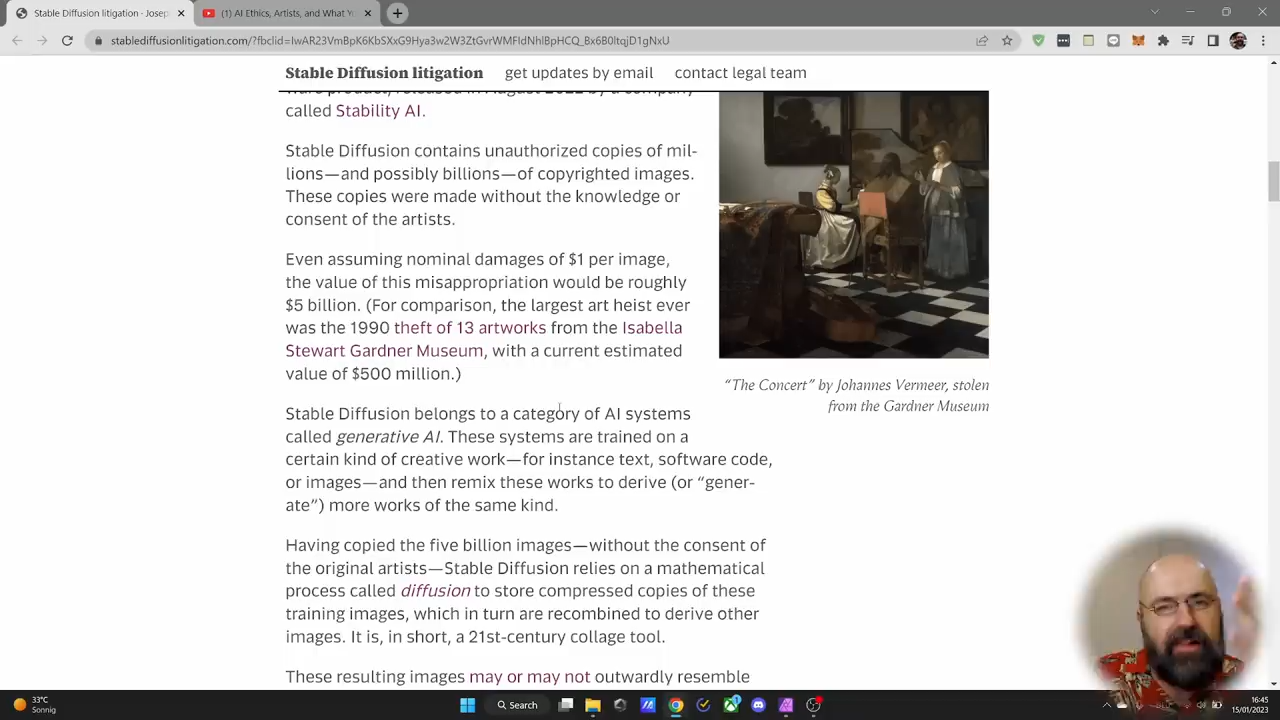 Stable Diffusion litigation · Josep
(1) AI Ethics, Artists, and What Y
stablediffusionlitigation.com/?fbclid=IwAR23VmBpK6KbSXxG9Hya3w2W3ZtGvrWMFIdNhIBpHCQ_Bx6B0ltqjD1gNxU
Stable Diffusion litigation get updates by email contact legal team
ware product, released in August 2022 by a company
called Stability AI.
Stable Diffusion contains unauthorized copies of mil-
lions—and possibly billions—of copyrighted images.
These copies were made without the knowledge or
consent of the artists.
Even assuming nominal damages of $1 per image,
the value of this misappropriation would be roughly
$5 billion. (For comparison, the largest art heist ever
was the 1990 theft of 13 artworks from the Isabella
Stewart Gardner Museum, with a current estimated
value of $500 million.)
"The Concert" by Johannes Vermeer, stolen
from the Gardner Museum
Stable Diffusion belongs to a category of AI systems
called generative AI. These systems are trained on a
certain kind of creative work—for instance text, software code,
or images—and then remix these works to derive (or “gener-
ate”) more works of the same kind.
Having copied the five billion images—without the consent of
the original artists—Stable Diffusion relies on a mathematical
process called diffusion to store compressed copies of these
training images, which in turn are recombined to derive other
images. It is, in short, a 21st-century collage tool.
These resulting images may or may not outwardly resemble
33°C
Sonnig
Search
16:45
15/01/2023